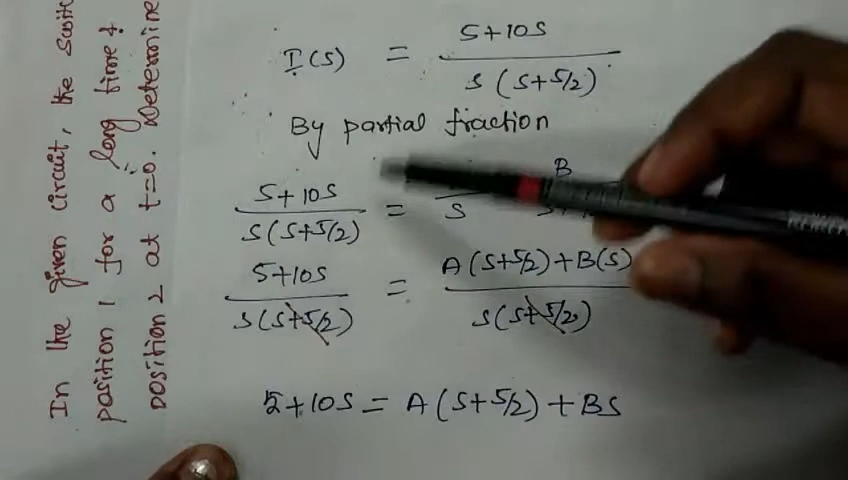 In the given circuit, the switc
position 1 for a long time &
position 2 at t=0. Determine
I(s) = 5+10s / s(s+5/2)
By partial fraction
5+10s / s(s+5/2) = / s B / s+
5+10s / s(s+5/2) = A(s+5/2)+B(s) / s(s+5/2)
5+10s = A(s+5/2)+Bs